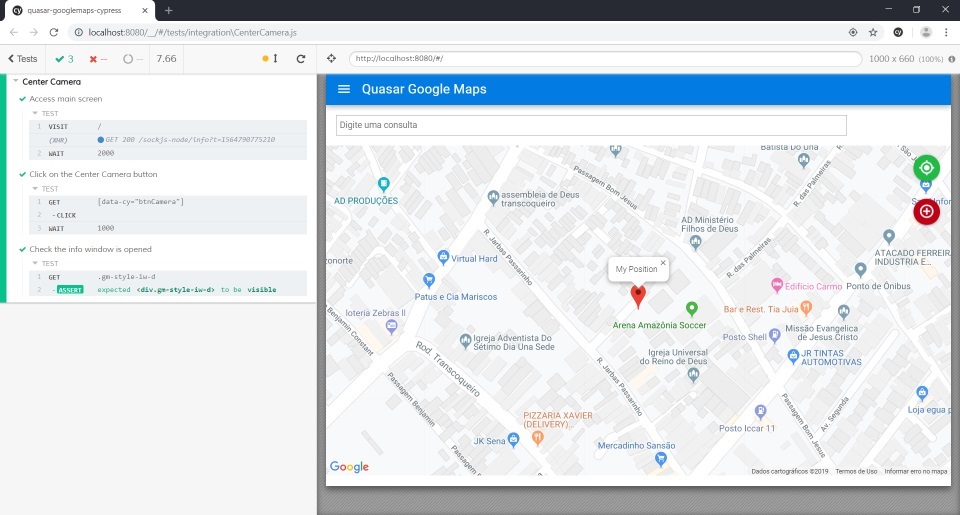 quasar-googlemaps-cypress
localhost:8080/__/#/tests/integration\CenterCamera.js
Tests 3 -- -- 7.66
http://localhost:8080/#/
1000 x 660 (100%)
Center Camera
Access main screen
TEST
1 VISIT /
(XHR) GET 200 /sockjs-node/info?t=1564790775210
2 WAIT 2000
Click on the Center Camera button
TEST
1 GET [data-cy="btnCamera"]
2 - CLICK
3 WAIT 1000
Check the info window is opened
TEST
1 GET .gm-style-iw-d
2 - ASSERT expected <div.gm-style-iw-d> to be visible
Quasar Google Maps
Digite uma consulta
Batista Do Una
Passagem Bom Jesus
R. das Palmeiras
AD PRODUÇÕES
assembleia de Deus
transcoqueiro
AD Ministério
Filhos de Deus
R. Jarbas Passarinho
R. das Palmeiras
ATACADO FERREIRA
INDUSTRIA E...
zonorte
Virtual Hard
My Position
Patus e Cia Mariscos
Edifício Carmo
Ponto de Ônibus
Bar e Rest. Tia Juia
loteria Zebras II
Arena Amazônia Soccer
Missão Evangelica
de Jesus Cristo
Posto Shell
Benjamin Constant
Igreja Adventista Do
Sétimo Dia Una Sede
Igreja Universal
do Reino de Deus
JR TINTAS
AUTOMOTIVAS
Rod. Transcoqueiro
R. Jarbas Passarinho
Passagem Benjamin
Passagem Bom Jesus
Av. Segunda
Loja egua p
PIZZARIA XAVIER
(DELIVERY)...
Posto Iccar 11
JK Sena
Mercadinho Sansão
Google
Dados cartográficos ©2019 Termos de Uso Informar erro no mapa